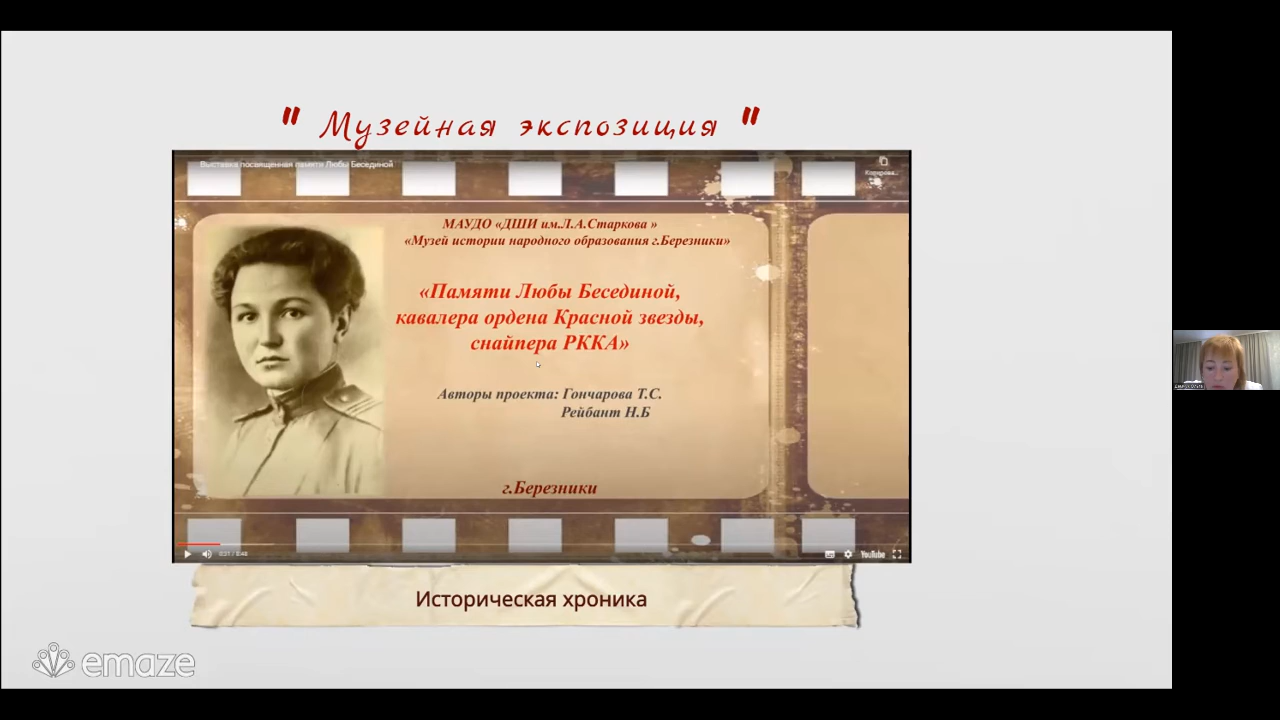 " Музейная экспозиция "
Выставка посвященная памяти Любы Бесединой
МАУДО «ДШИ им.Л.А.Старкова »
«Музей истории народного образования г.Березники»
«Памяти Любы Бесединой,
кавалера ордена Красной звезды,
снайпера РККА»
Авторы проекта: Гончарова Т.С.
Рейбант Н.Б
г.Березники
YouTube
Историческая хроника
emaze